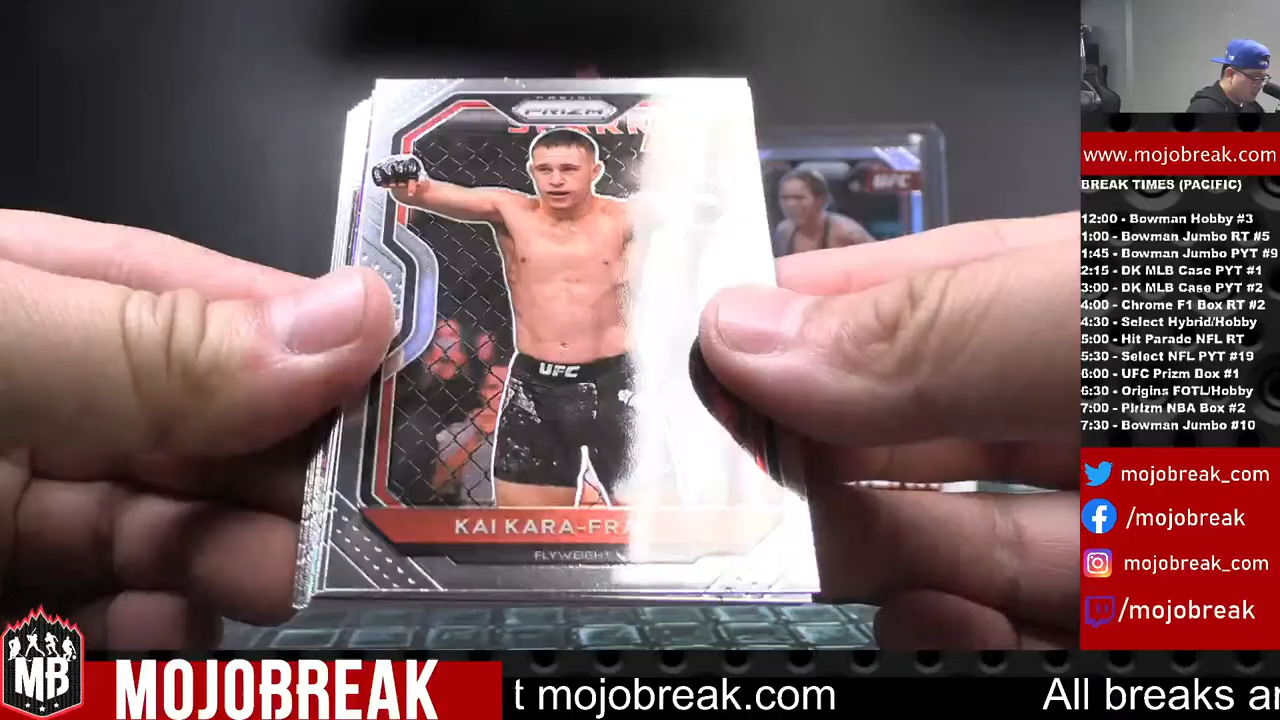 PANINI
PRIZM
UFC
UFC
KAI KARA-FRA
FLYWEIGHT
www.mojobreak.com
BREAK TIMES (PACIFIC)
12:00 - Bowman Hobby #3
1:00 - Bowman Jumbo RT #5
1:45 - Bowman Jumbo PYT #9
2:15 - DK MLB Case PYT #1
3:00 - DK MLB Case PYT #2
4:00 - Chrome F1 Box RT #2
4:30 - Select Hybrid/Hobby
5:00 - Hit Parade NFL RT
5:30 - Select NFL PYT #19
6:00 - UFC Prizm Box #1
6:30 - Origins FOTL/Hobby
7:00 - Pirizm NBA Box #2
7:30 - Bowman Jumbo #10
mojobreak_com
/mojobreak
mojobreak_com
/mojobreak
MB
MOJOBREAK
t mojobreak.com
All breaks ar